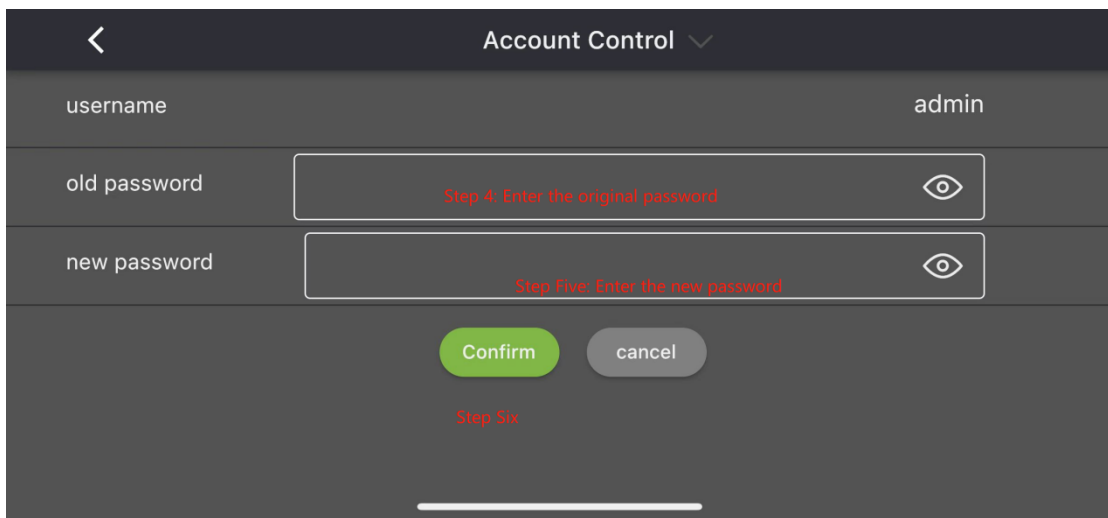 Account Control
username
admin
old password
Step 4: Enter the original password
new password
Step Five: Enter the new password
Confirm
cancel
Step Six